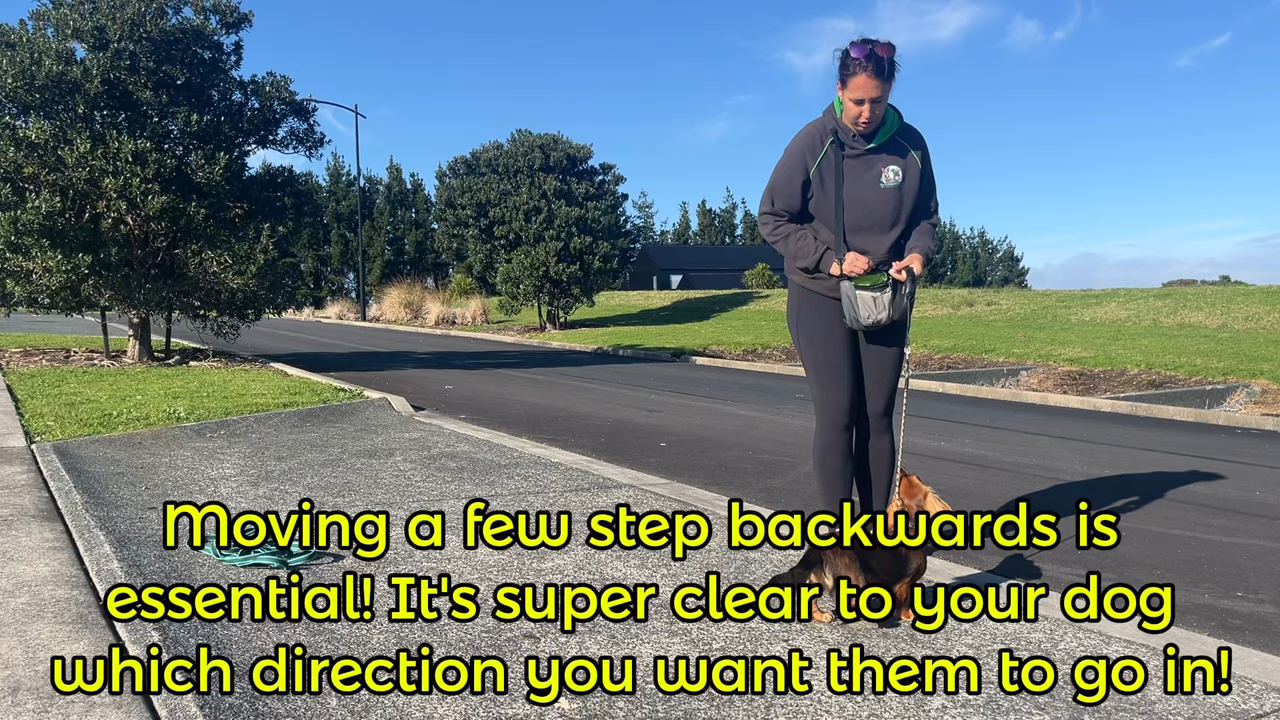 Moving a few step backwards is
essential! It's super clear to your dog
which direction you want them to go in!